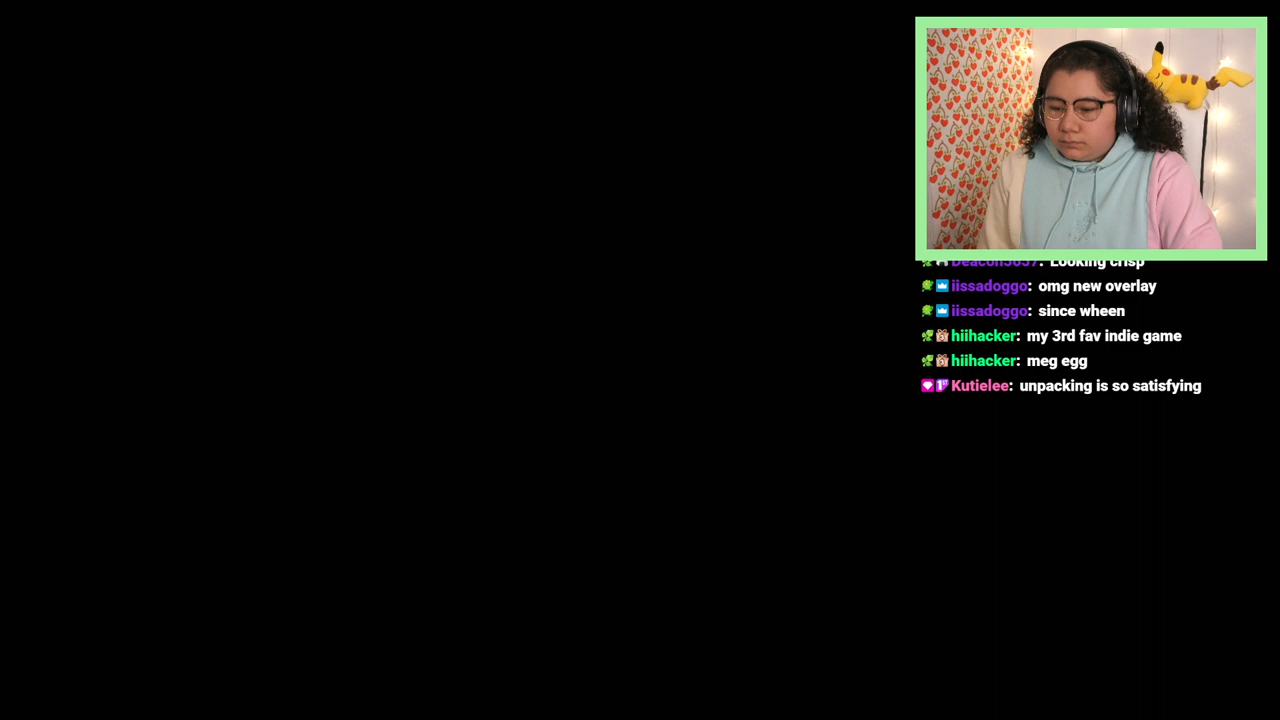 Deacon5657: Looking crisp
iissadoggo: omg new overlay
iissadoggo: since wheen
hiihacker: my 3rd fav indie game
hiihacker: meg egg
Kutielee: unpacking is so satisfying